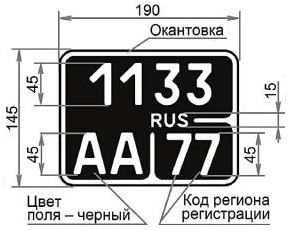 190
Окантовка
45
1133
15
145
RUS
45
AA 77
45
Цвет
поля – черный
Код региона
регистрации